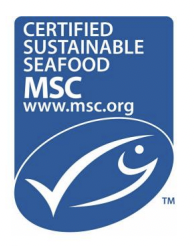 CERTIFIED
SUSTAINABLE
SEAFOOD
MSC
www.msc.org
TM